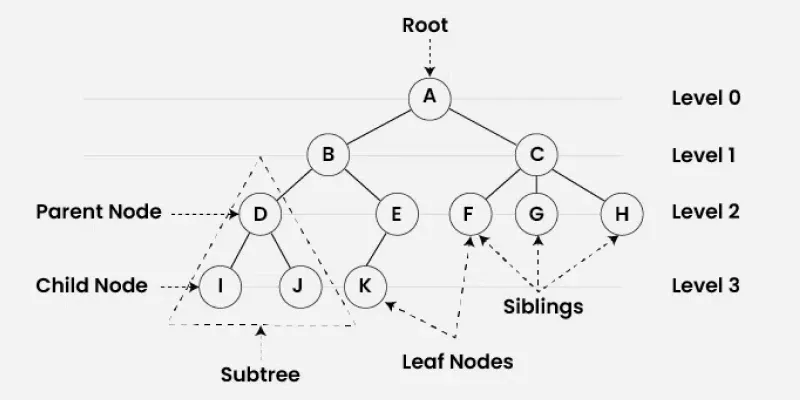 Root
A
Level 0
B
C
Level 1
Parent Node
D
E
F
G
H
Level 2
Child Node
I
J
K
Level 3
Siblings
Leaf Nodes
Subtree